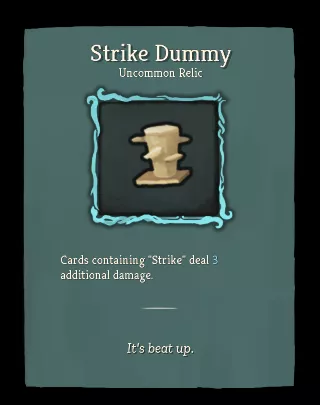 Strike Dummy
Uncommon Relic
Cards containing "Strike" deal 3
additional damage.
It's beat up.